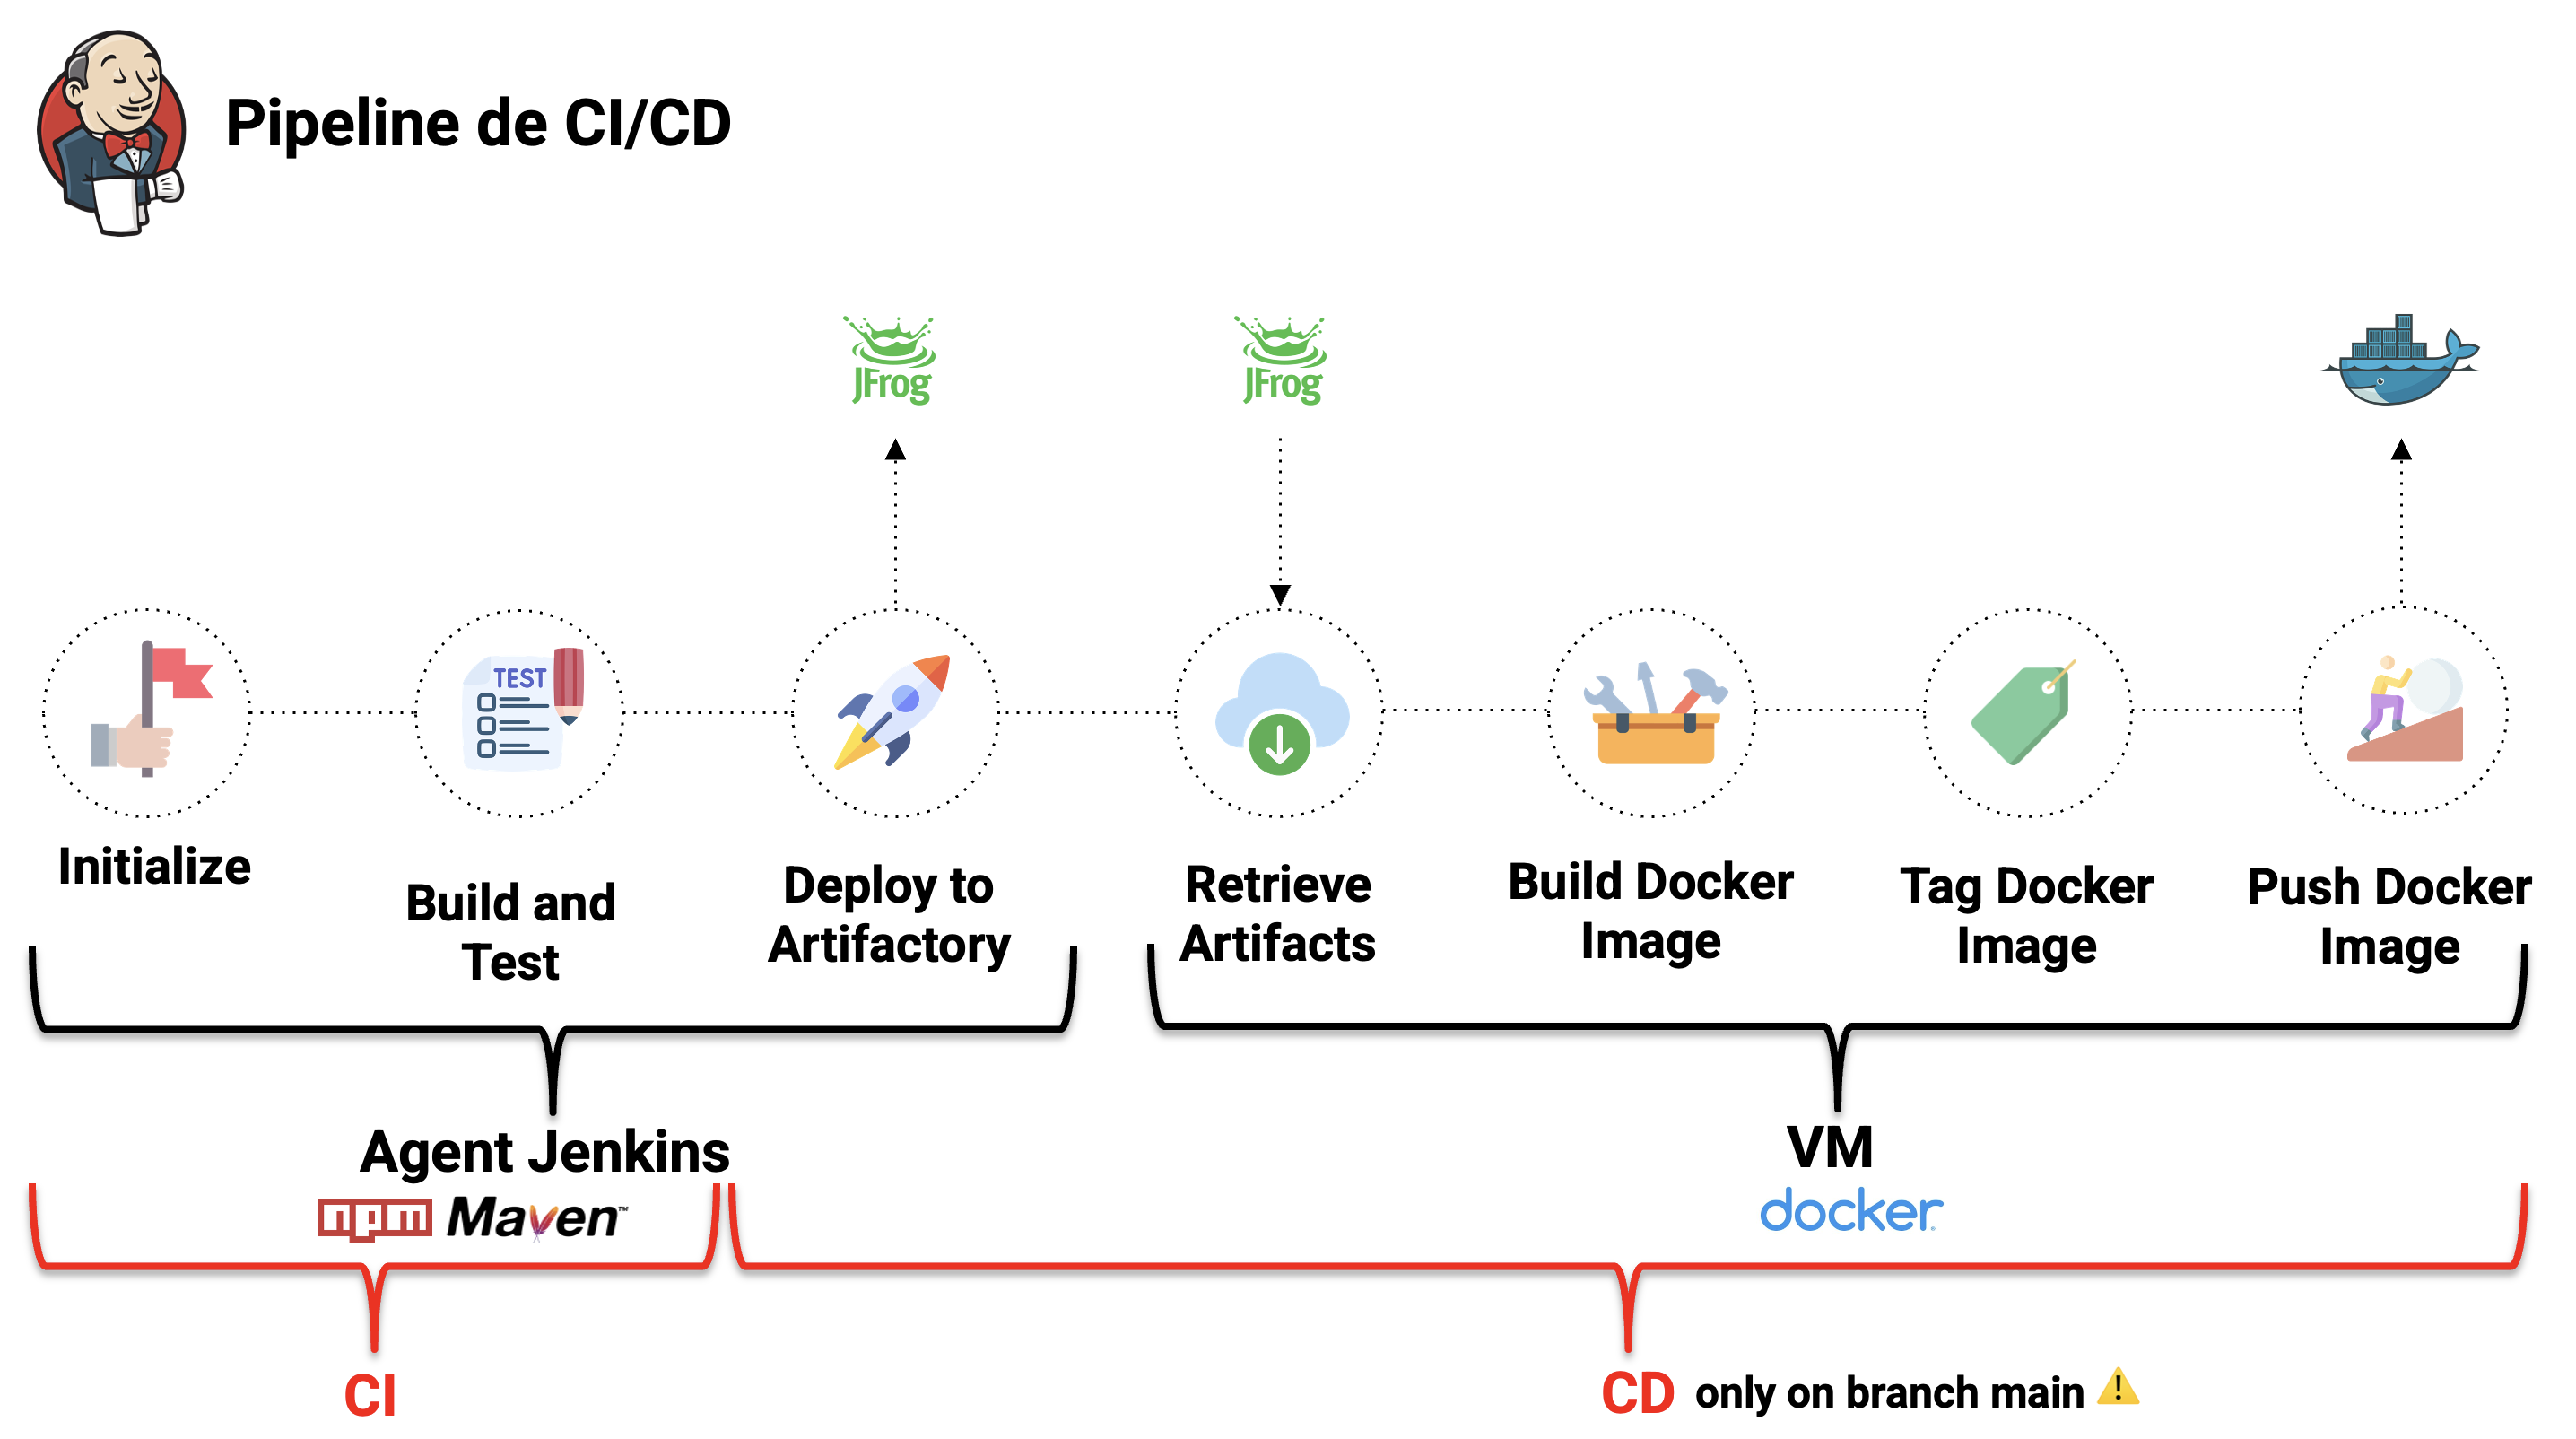 Pipeline de CI/CD
JFrog
JFrog
TEST
Initialize
Build and
Test
Deploy to
Artifactory
Retrieve
Artifacts
Build Docker
Image
Tag Docker
Image
Push Docker
Image
Agent Jenkins
npm Maven™
VM
docker
CI
CD only on branch main